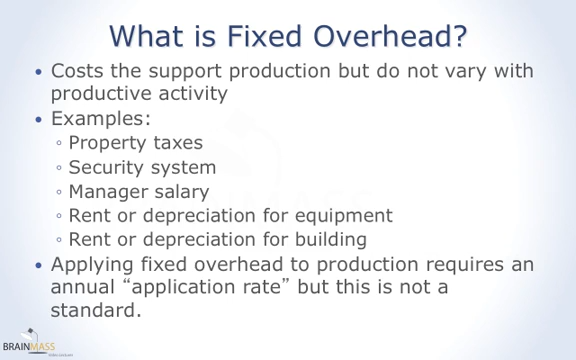 What is Fixed Overhead?
• Costs the support production but do not vary with
productive activity
• Examples:
◦ Property taxes
◦ Security system
◦ Manager salary
◦ Rent or depreciation for equipment
◦ Rent or depreciation for building
• Applying fixed overhead to production requires an
annual “application rate” but this is not a
standard.
BRAINMASS